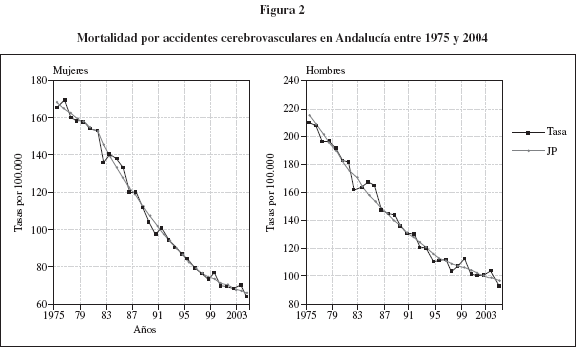 Figura 2
Mortalidad por accidentes cerebrovasculares en Andalucía entre 1975 y 2004
Mujeres
180
160
140
120
100
80
60
Tasas por 100.000
1975 79 83 87 91 95 99 2003
Años
Hombres
240
220
200
180
160
140
120
100
80
Tasas por 100.000
1975 79 83 87 91 95 99 2003
Tasa
JP